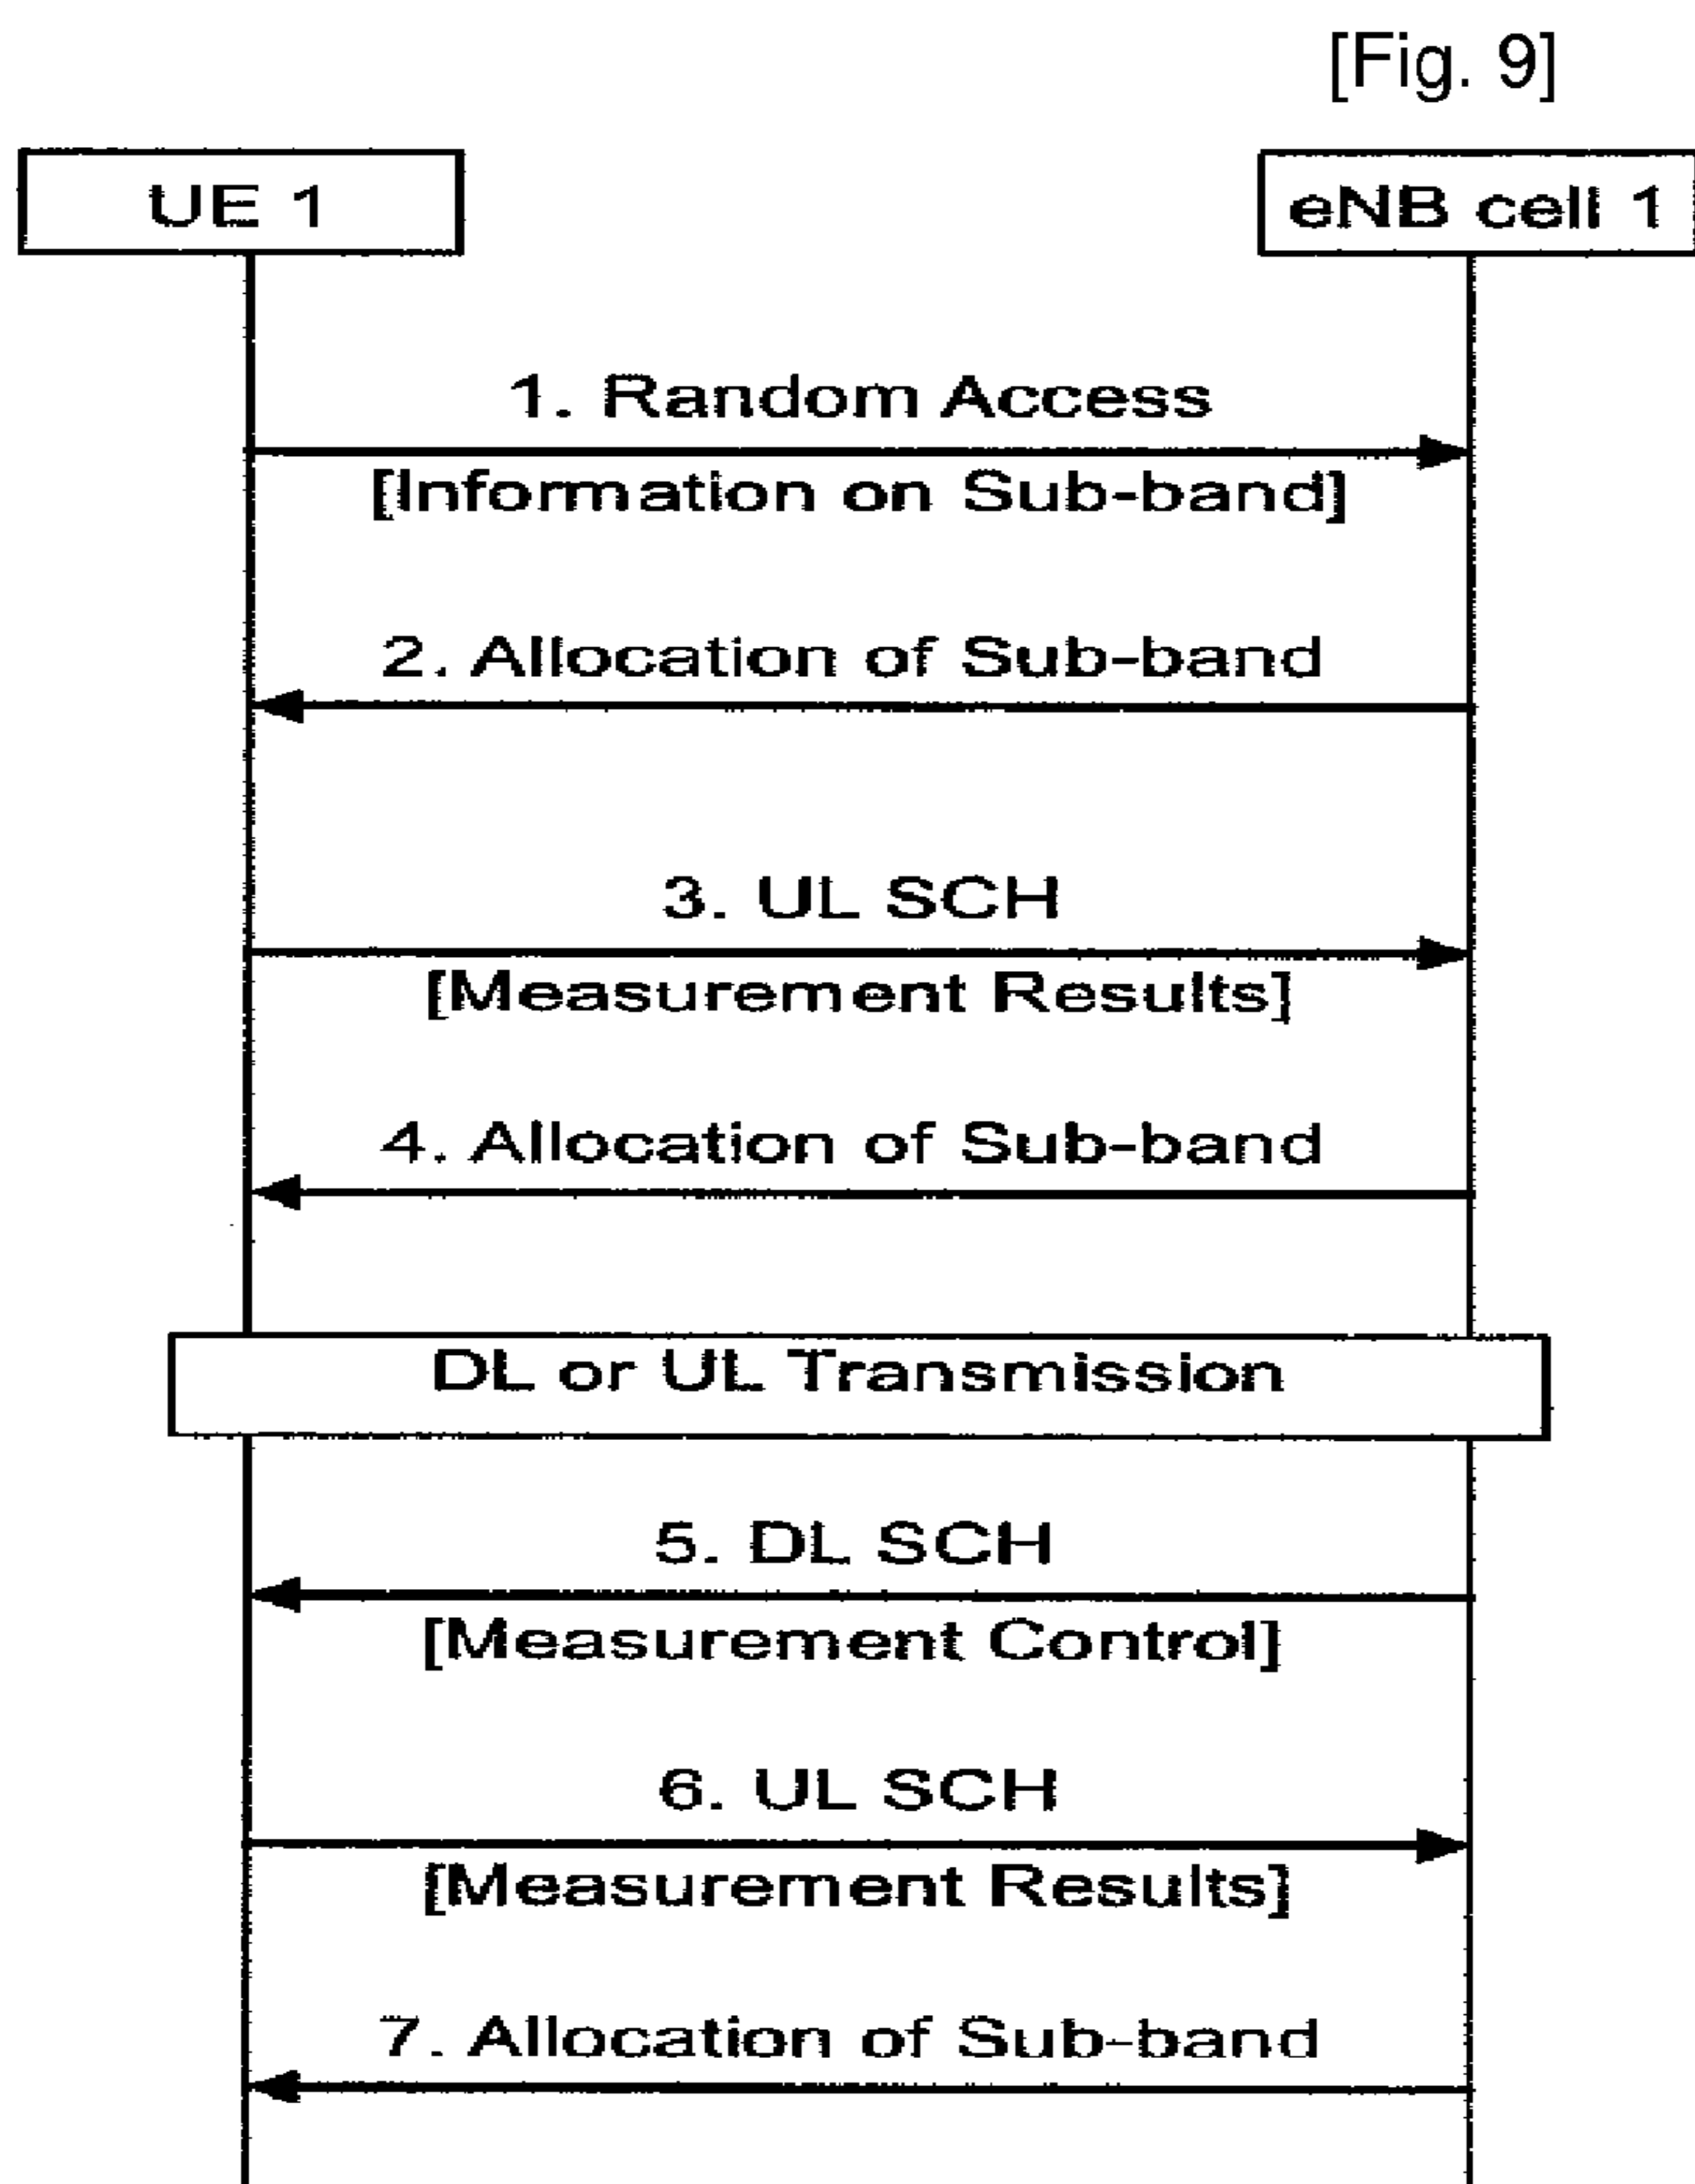 [Fig. 9]
UE 1
eNB cell 1
1. Random Access
[Information on Sub-band]
2. Allocation of Sub-band
3. UL SCH
[Measurement Results]
4. Allocation of Sub-band
DL or UL Transmission
5. DL SCH
[Measurement Control]
6. UL SCH
[Measurement Results]
7. Allocation of Sub-band